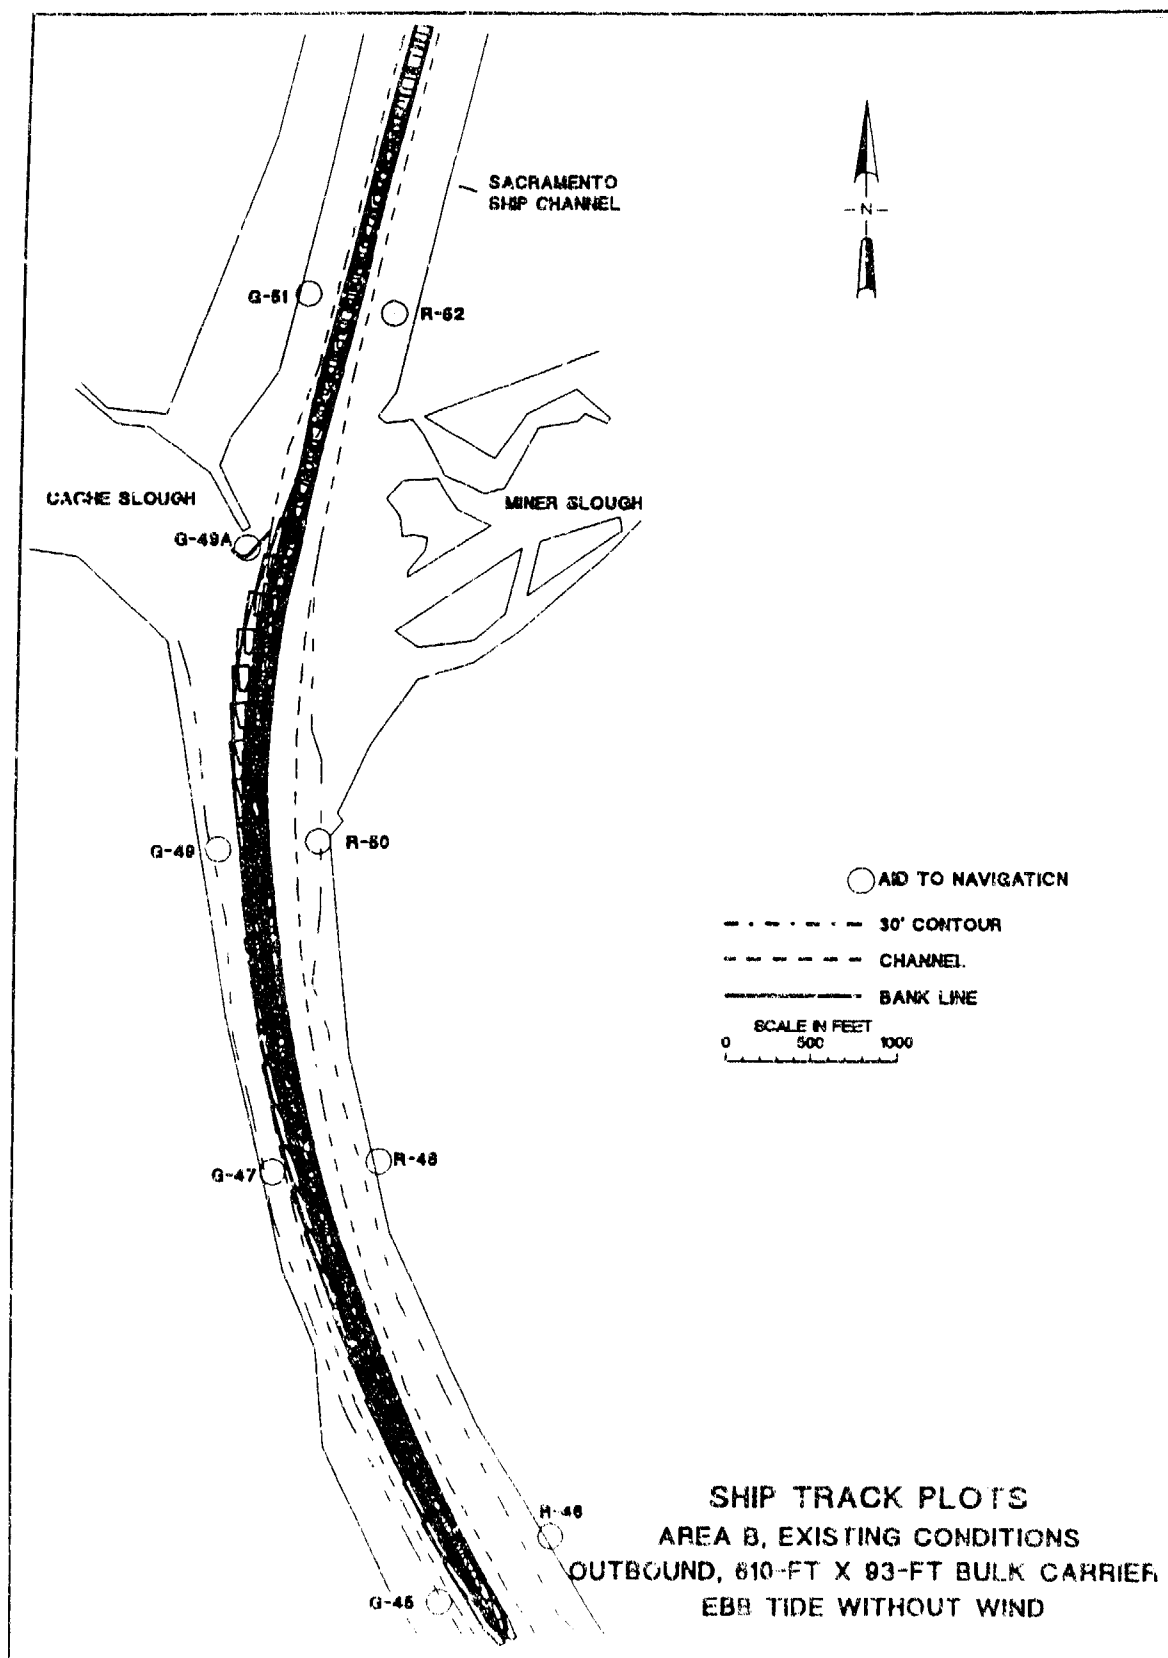 SACRAMENTO
SHIP CHANNEL
N
G-51
R-52
CACHE SLOUGH
MINER SLOUGH
G-49A
G-49
R-50
AID TO NAVIGATION
30' CONTOUR
CHANNEL
BANK LINE
SCALE IN FEET
0 500 1000
G-47
R-48
R-46
G-45
SHIP TRACK PLOTS
AREA B, EXISTING CONDITIONS
OUTBOUND, 610-FT X 93-FT BULK CARRIER
EBB TIDE WITHOUT WIND